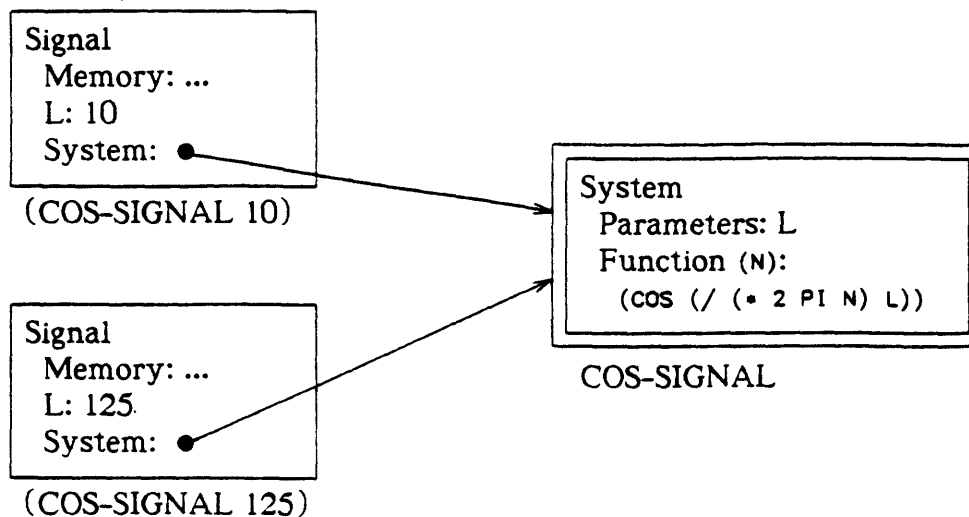 Signal
Memory: ...
L: 10
System:
(COS-SIGNAL 10)
System
Parameters: L
Function (N):
(COS (/ (* 2 PI N) L))
COS-SIGNAL
Signal
Memory: ...
L: 125
System:
(COS-SIGNAL 125)